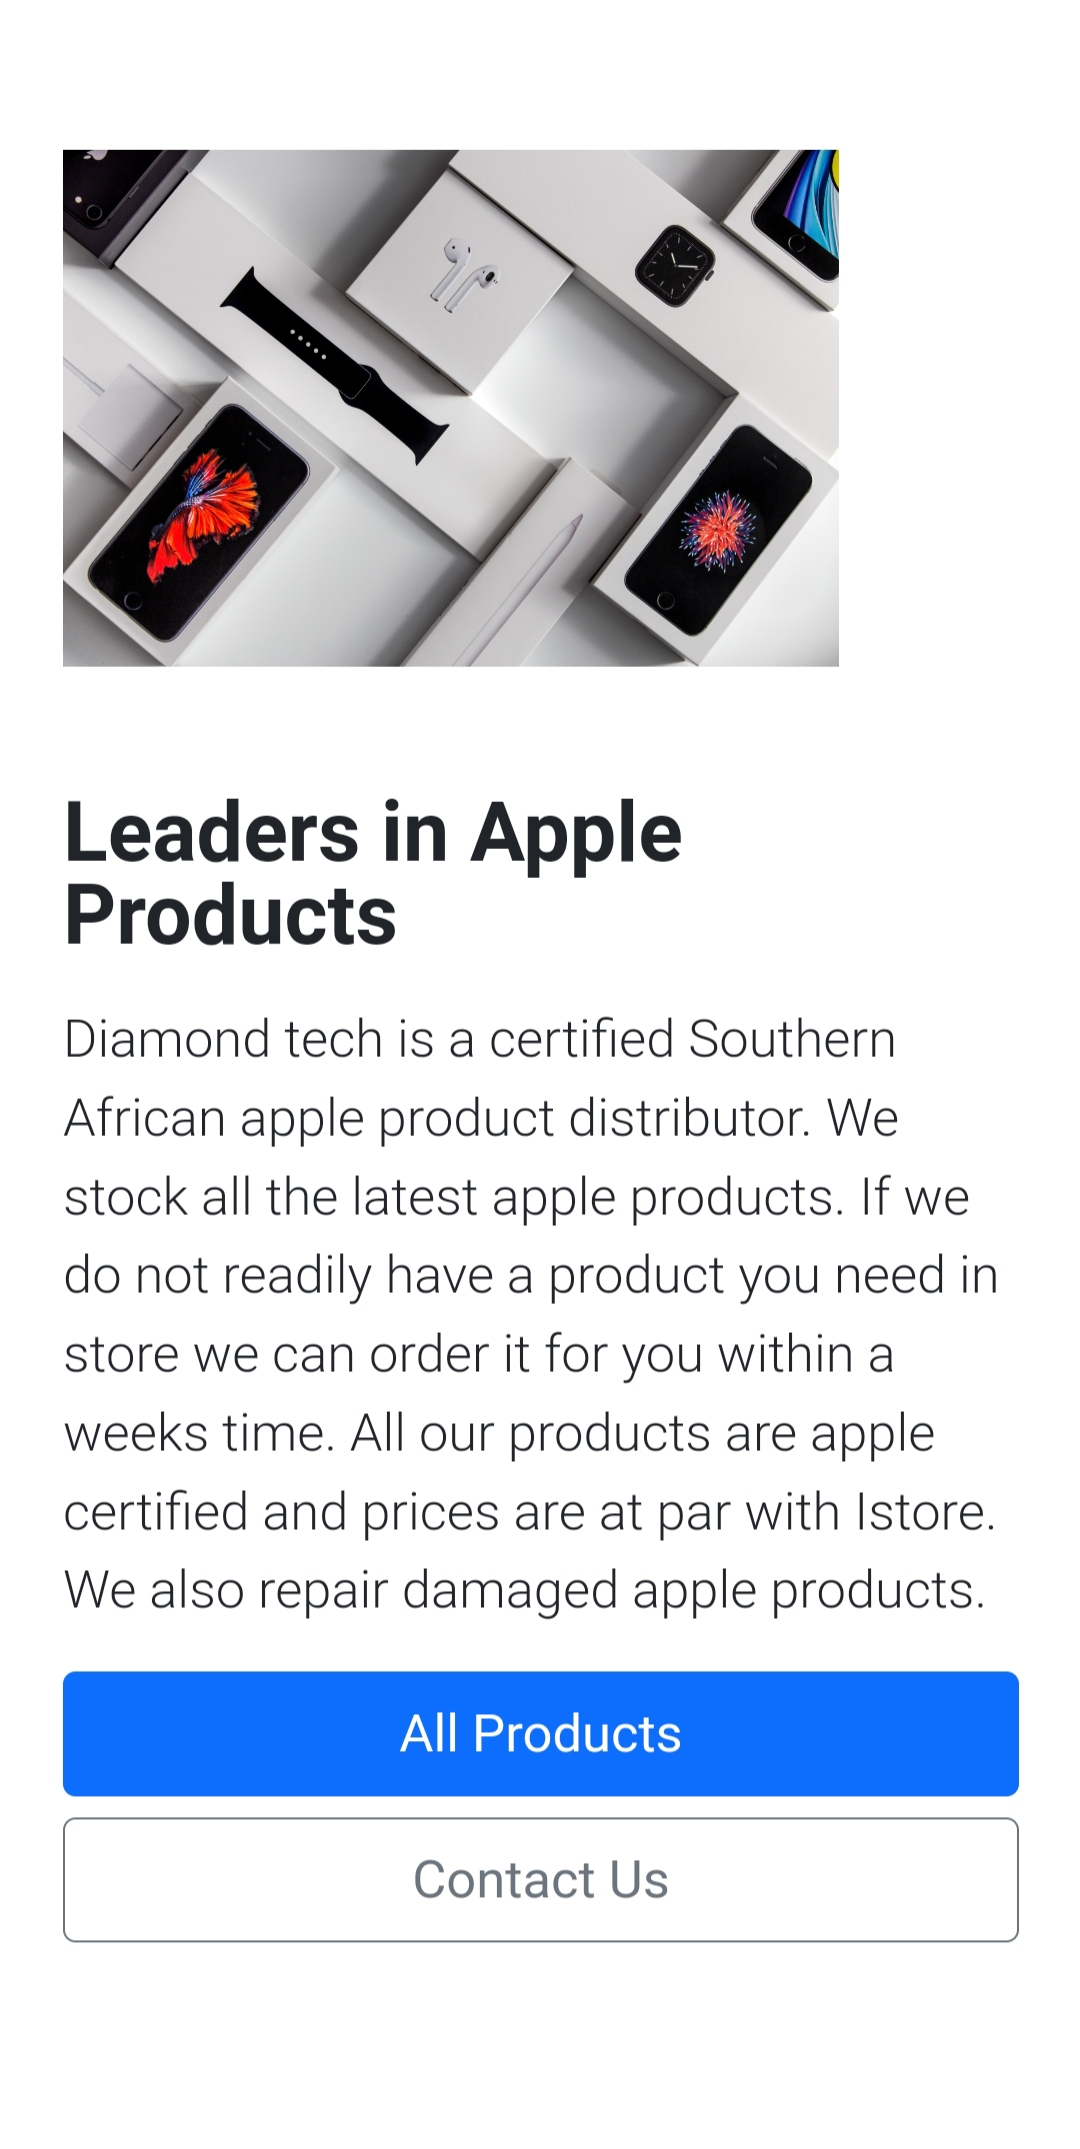 Leaders in Apple
Products
Diamond tech is a certified Southern
African apple product distributor. We
stock all the latest apple products. If we
do not readily have a product you need in
store we can order it for you within a
weeks time. All our products are apple
certified and prices are at par with Istore.
We also repair damaged apple products.
All Products
Contact Us